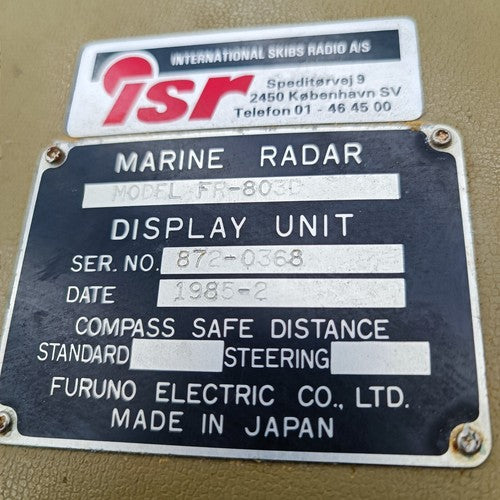 INTERNATIONAL SKIBS RADIO A/S
isr
Speditørvej 9
2450 København SV
Telefon 01 - 46 45 00
MARINE RADAR
MODEL FR-803D
DISPLAY UNIT
SER. NO. 872-0368
DATE 1985-2
COMPASS SAFE DISTANCE
STANDARD STEERING
FURUNO ELECTRIC CO., LTD.
MADE IN JAPAN